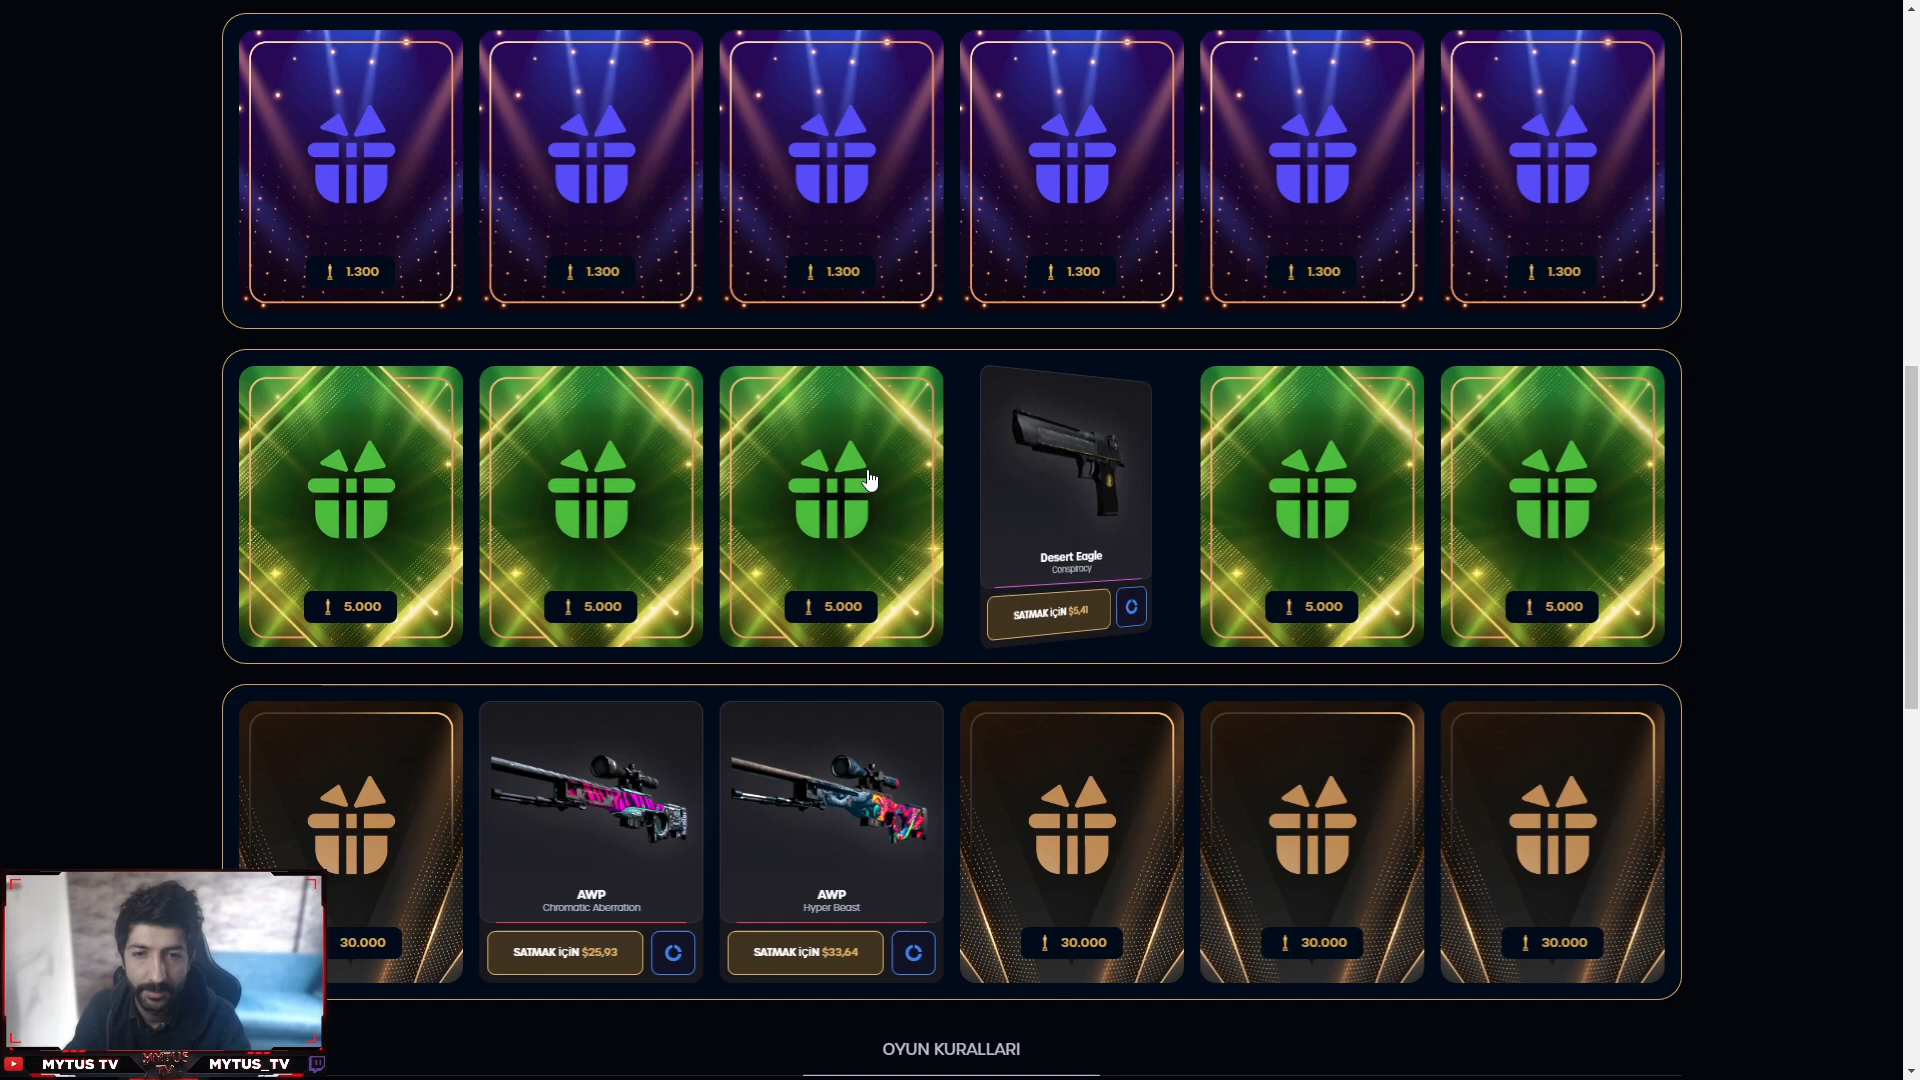 1.300
1.300
1.300
1.300
1.300
1.300
5.000
5.000
5.000
Desert Eagle
Conspiracy
SATMAK İÇİN $5,41
5.000
5.000
30.000
AWP
Chromatic Aberration
SATMAK İÇİN $25,93
AWP
Hyper Beast
SATMAK İÇİN $33,64
30.000
30.000
30.000
MYTUS TV
MYTUS TV
MYTUS_TV
OYUN KURALLARI